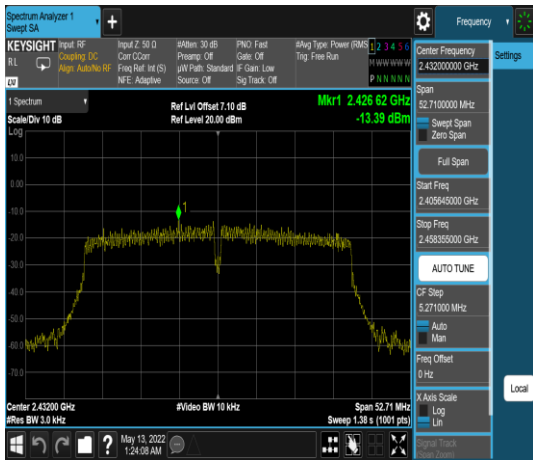 Spectrum Analyzer 1
Swept SA
Frequency
KEYSIGHT
RL
LXI
Input: RF
Coupling: DC
Align: Auto/No RF
Input Z: 50 Ω
Corr CCorr
Freq Ref: Int (S)
NFE: Adaptive
#Atten: 30 dB
Preamp: Off
µW Path: Standard
Source: Off
PNO: Fast
Gate: Off
IF Gain: Low
Sig Track: Off
#Avg Type: Power (RMS
Trig: Free Run
1 2 3 4 5 6
M W W W W W
P N N N N N
Center Frequency
2.432000000 GHz
Settings
Span
52.7100000 MHz
Swept Span
Zero Span
Full Span
Start Freq
2.405645000 GHz
Stop Freq
2.458355000 GHz
AUTO TUNE
CF Step
5.271000 MHz
Auto
Man
Freq Offset
0 Hz
X Axis Scale
Log
Lin
Signal Track
(Span Zoom)
Local
1 Spectrum
Scale/Div 10 dB
Log
Ref Lvl Offset 7.10 dB
Ref Level 20.00 dBm
Mkr1 2.426 62 GHz
-13.39 dBm
10.0
0.00
-10.0
-20.0
-30.0
-40.0
-50.0
-60.0
-70.0
1
Center 2.43200 GHz
#Res BW 3.0 kHz
#Video BW 10 kHz
Span 52.71 MHz
Sweep 1.38 s (1001 pts)
May 13, 2022
1:24:08 AM